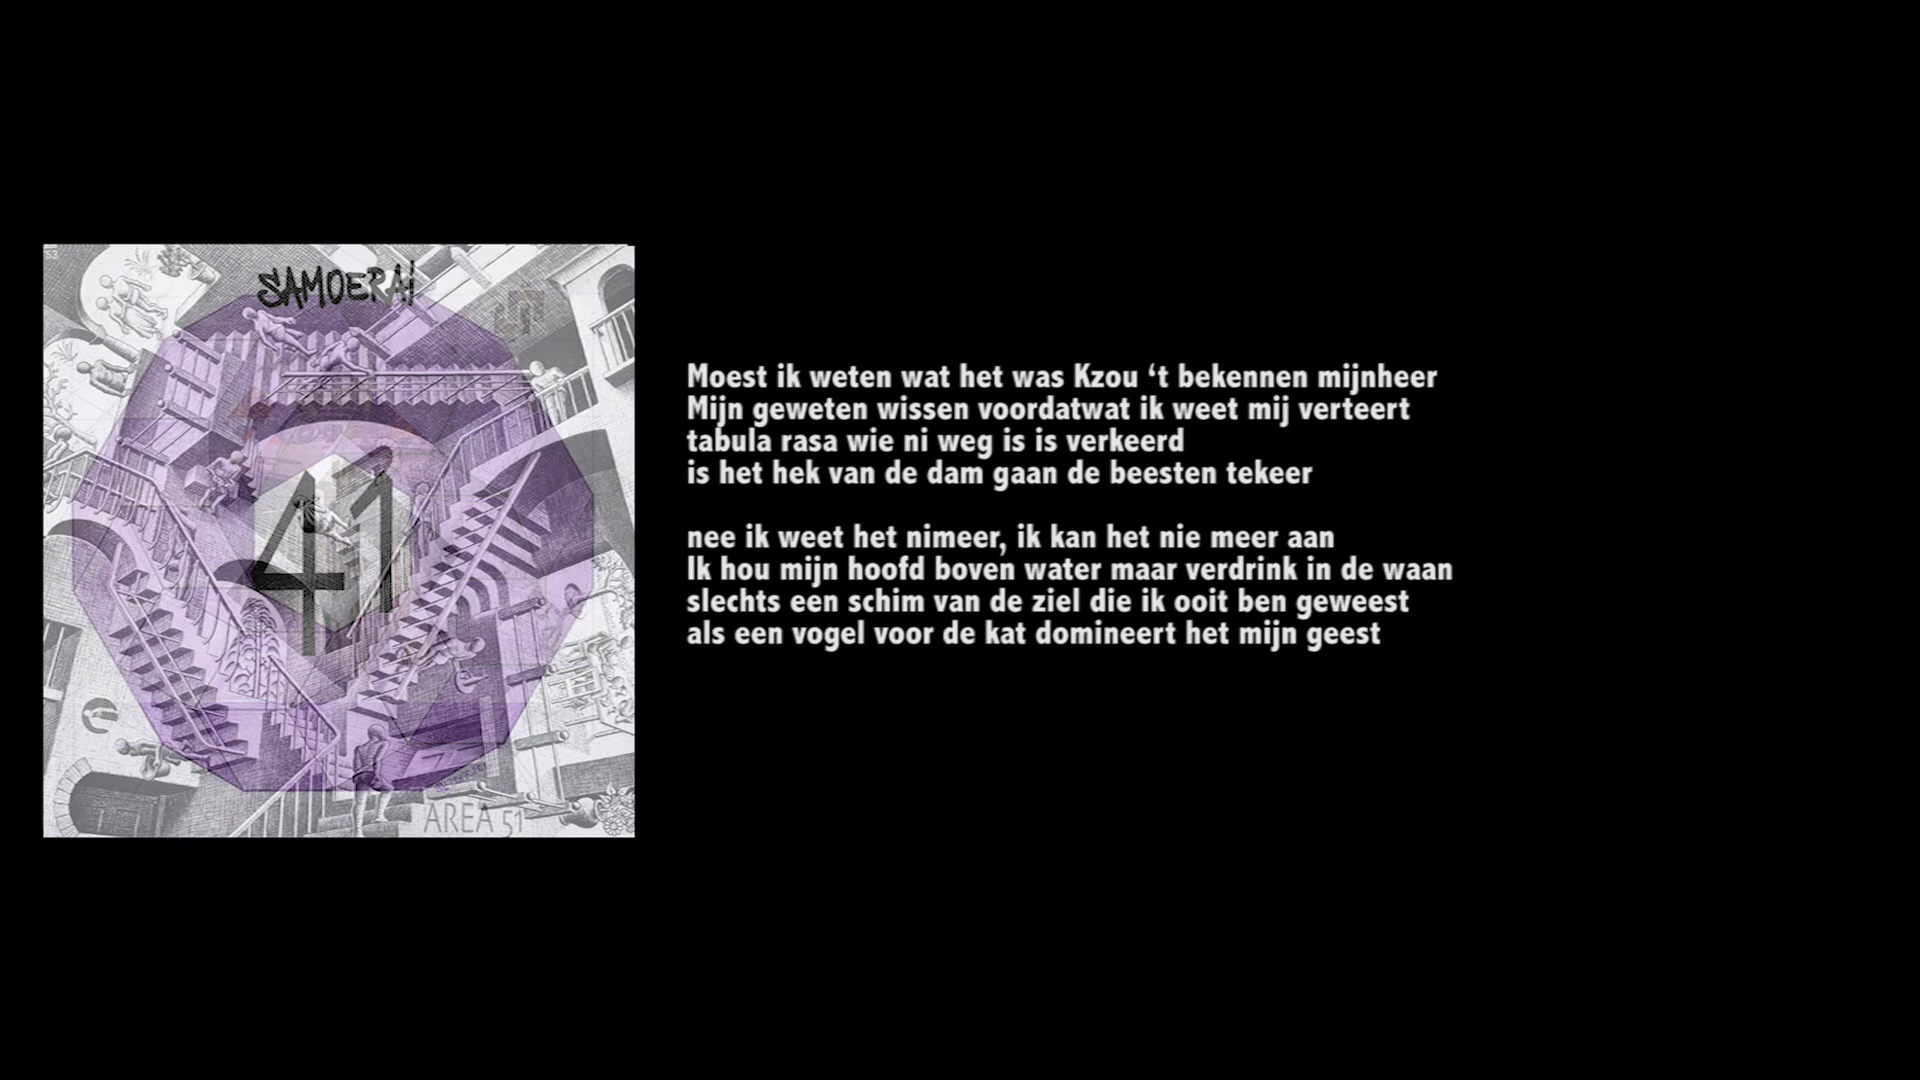 SAMOERAI
41
AREA 51
Moest ik weten wat het was Kzou ‘t bekennen mijnheer
Mijn geweten wissen voordatwat ik weet mij verteert
tabula rasa wie ni weg is is verkeerd
is het hek van de dam gaan de beesten tekeer
nee ik weet het nimeer, ik kan het nie meer aan
Ik hou mijn hoofd boven water maar verdrink in de waan
slechts een schim van de ziel die ik ooit ben geweest
als een vogel voor de kat domineert het mijn geest